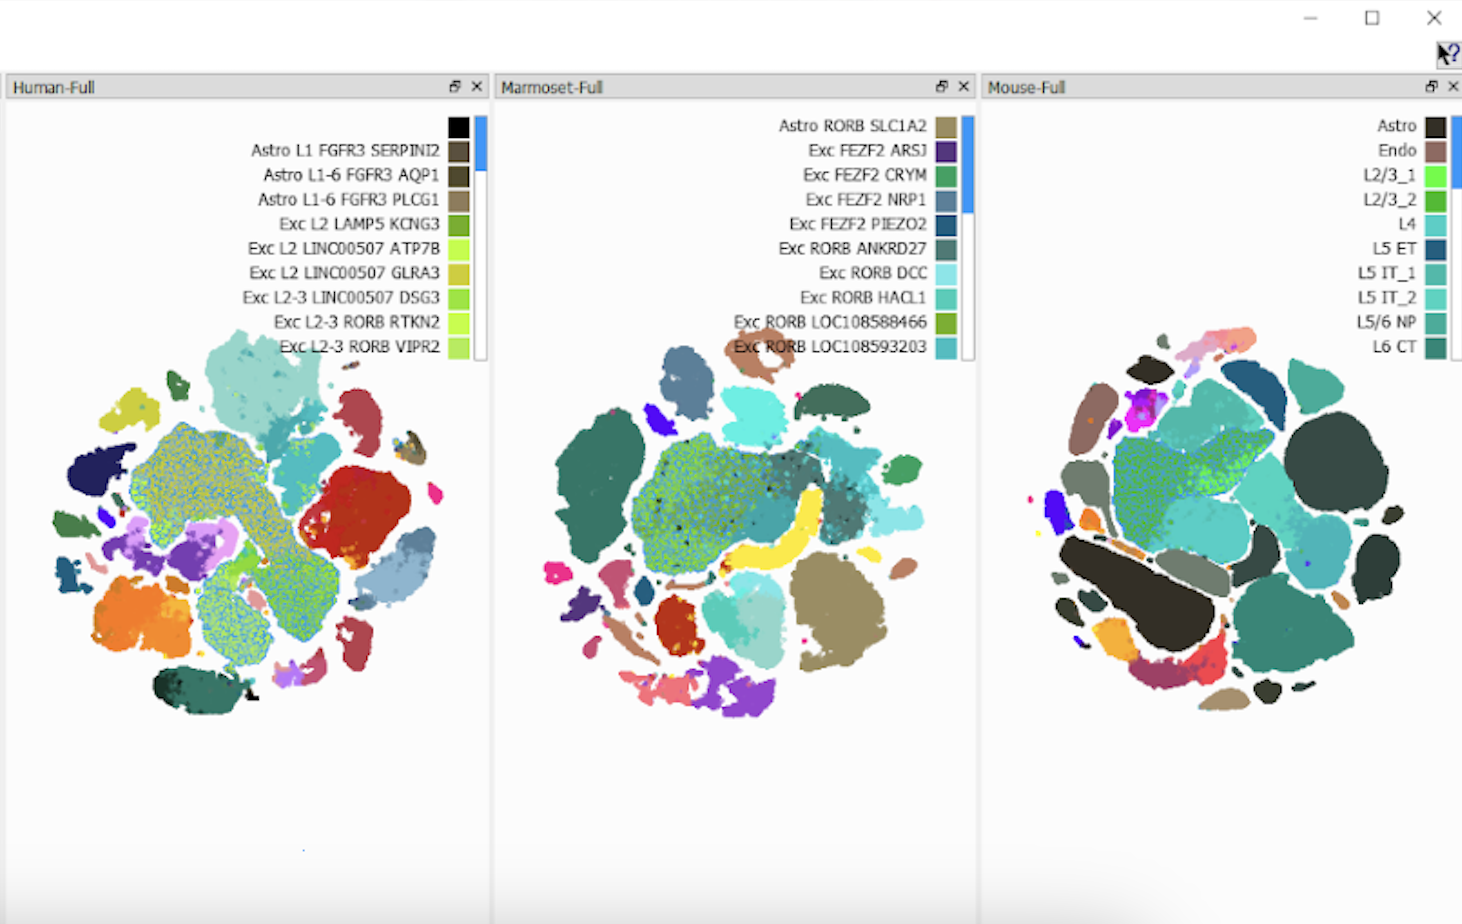 ?
Human-Full
Marmoset-Full
Mouse-Full
Astro L1 FGFR3 SERPINI2
Astro L1-6 FGFR3 AQP1
Astro L1-6 FGFR3 PLCG1
Exc L2 LAMP5 KCNG3
Exc L2 LINC00507 ATP7B
Exc L2 LINC00507 GLRA3
Exc L2-3 LINC00507 DSG3
Exc L2-3 RORB RTKN2
Exc L2-3 RORB VIPR2
Astro RORB SLC1A2
Exc FEZF2 ARSJ
Exc FEZF2 CRYM
Exc FEZF2 NRP1
Exc FEZF2 PIEZO2
Exc RORB ANKRD27
Exc RORB DCC
Exc RORB HACL1
Exc RORB LOC108588466
Exc RORB LOC108593203
Astro
Endo
L2/3_1
L2/3_2
L4
L5 ET
L5 IT_1
L5 IT_2
L5/6 NP
L6 CT